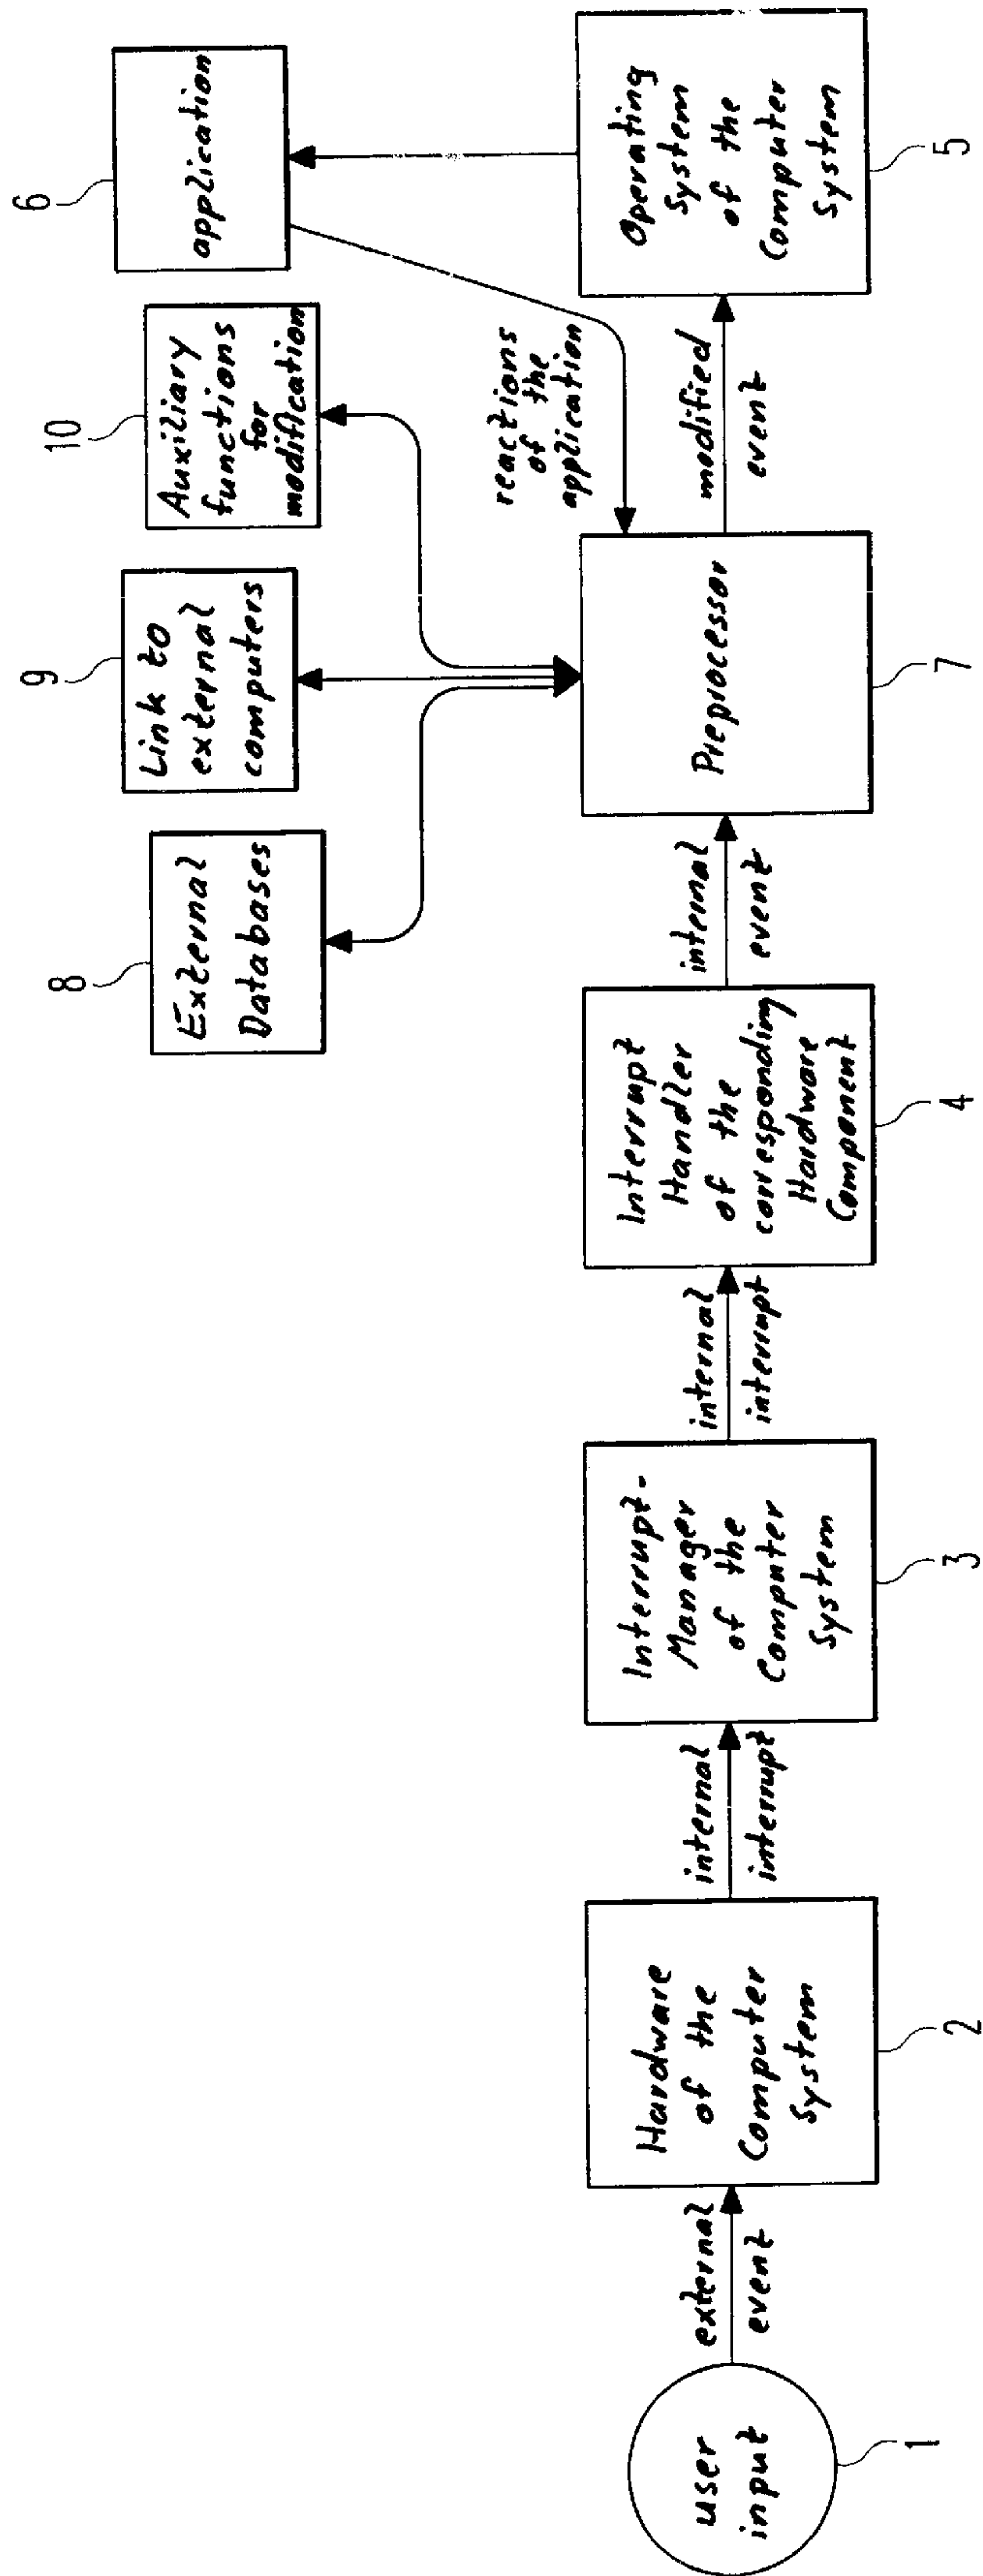 user
input
1
external
event
Hardware
of the
Computer
System
2
internal
interrupt
Interrupt-
Manager
of the
Computer
System
3
internal
interrupt
Interrupt
Handler
of the
corresponding
Hardware
Component
4
internal
event
Preprocessor
7
modified
event
Operating
System
of the
Computer
System
5
8
External
Databases
9
Link to
external
computers
10
Auxiliary
functions
for
modification
6
application
reactions
of the
application